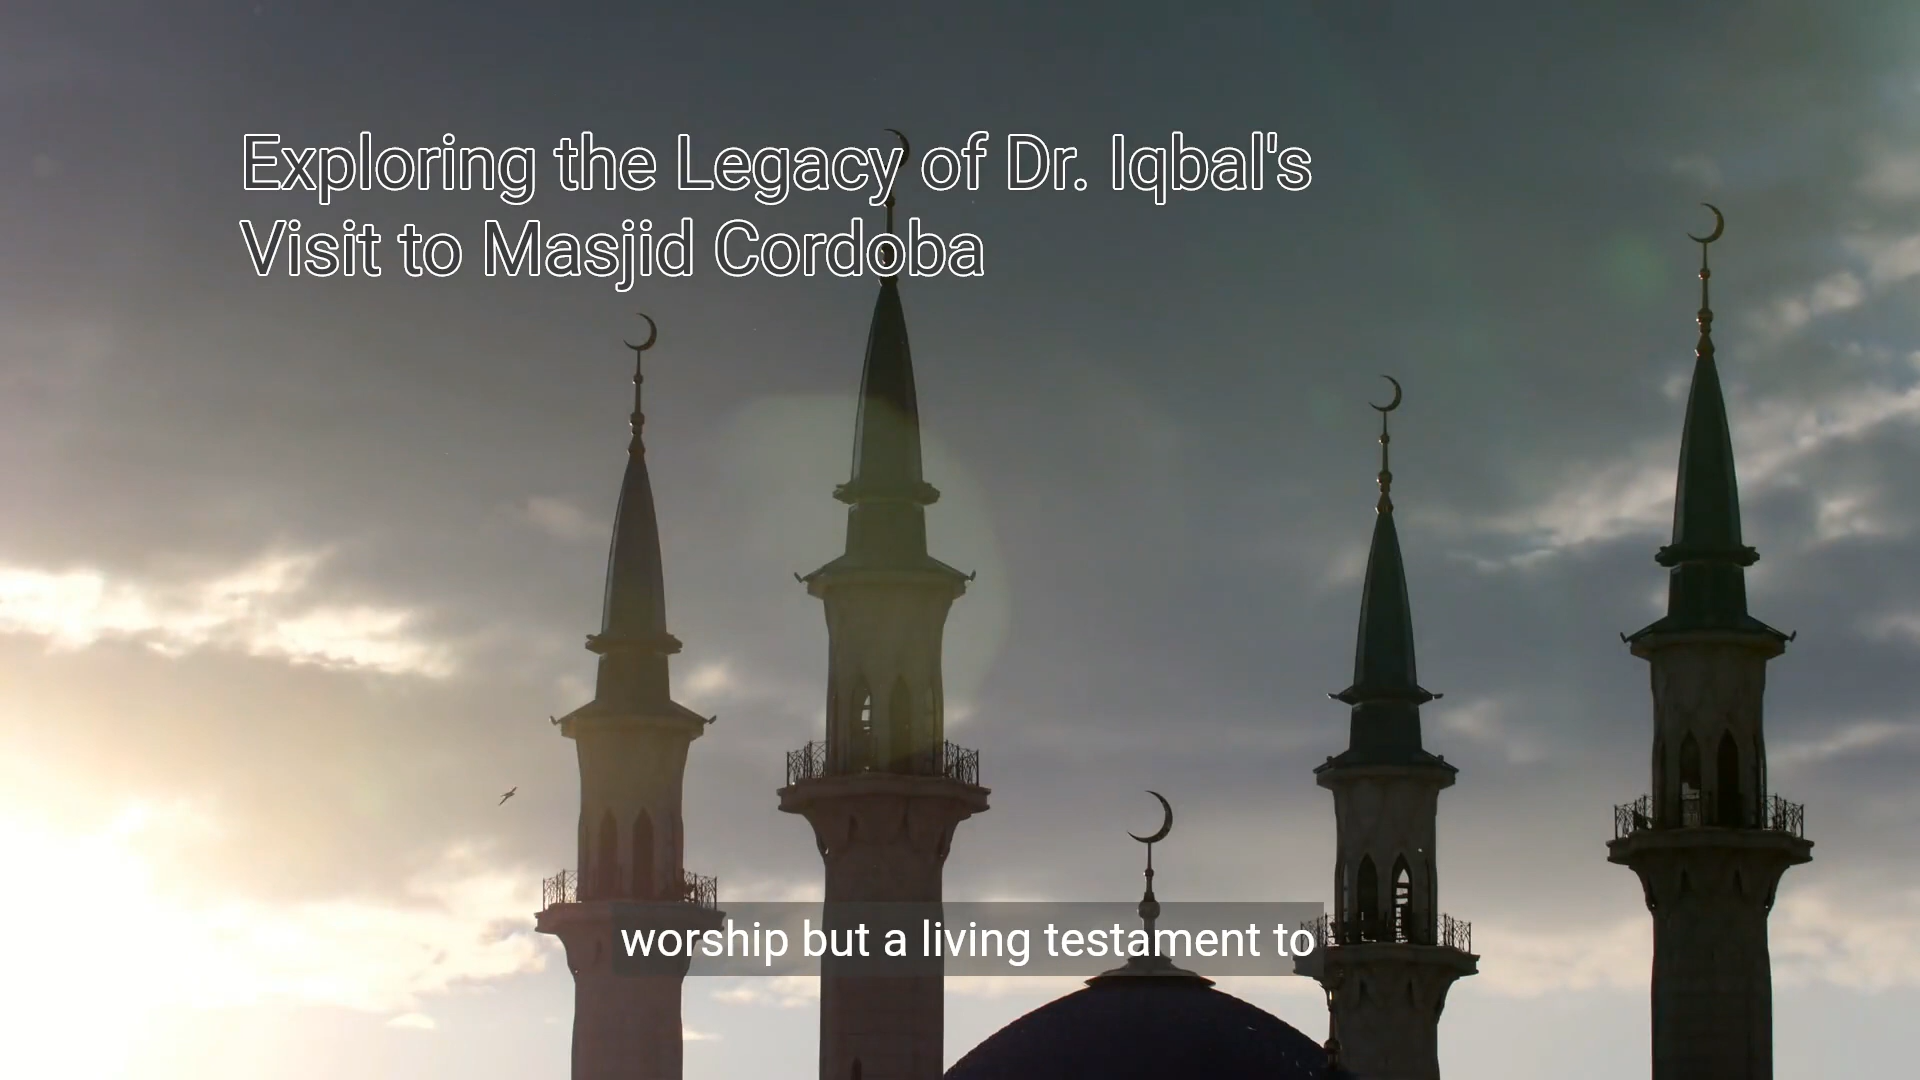 Exploring the Legacy of Dr. Iqbal's
Visit to Masjid Cordoba
worship but a living testament to